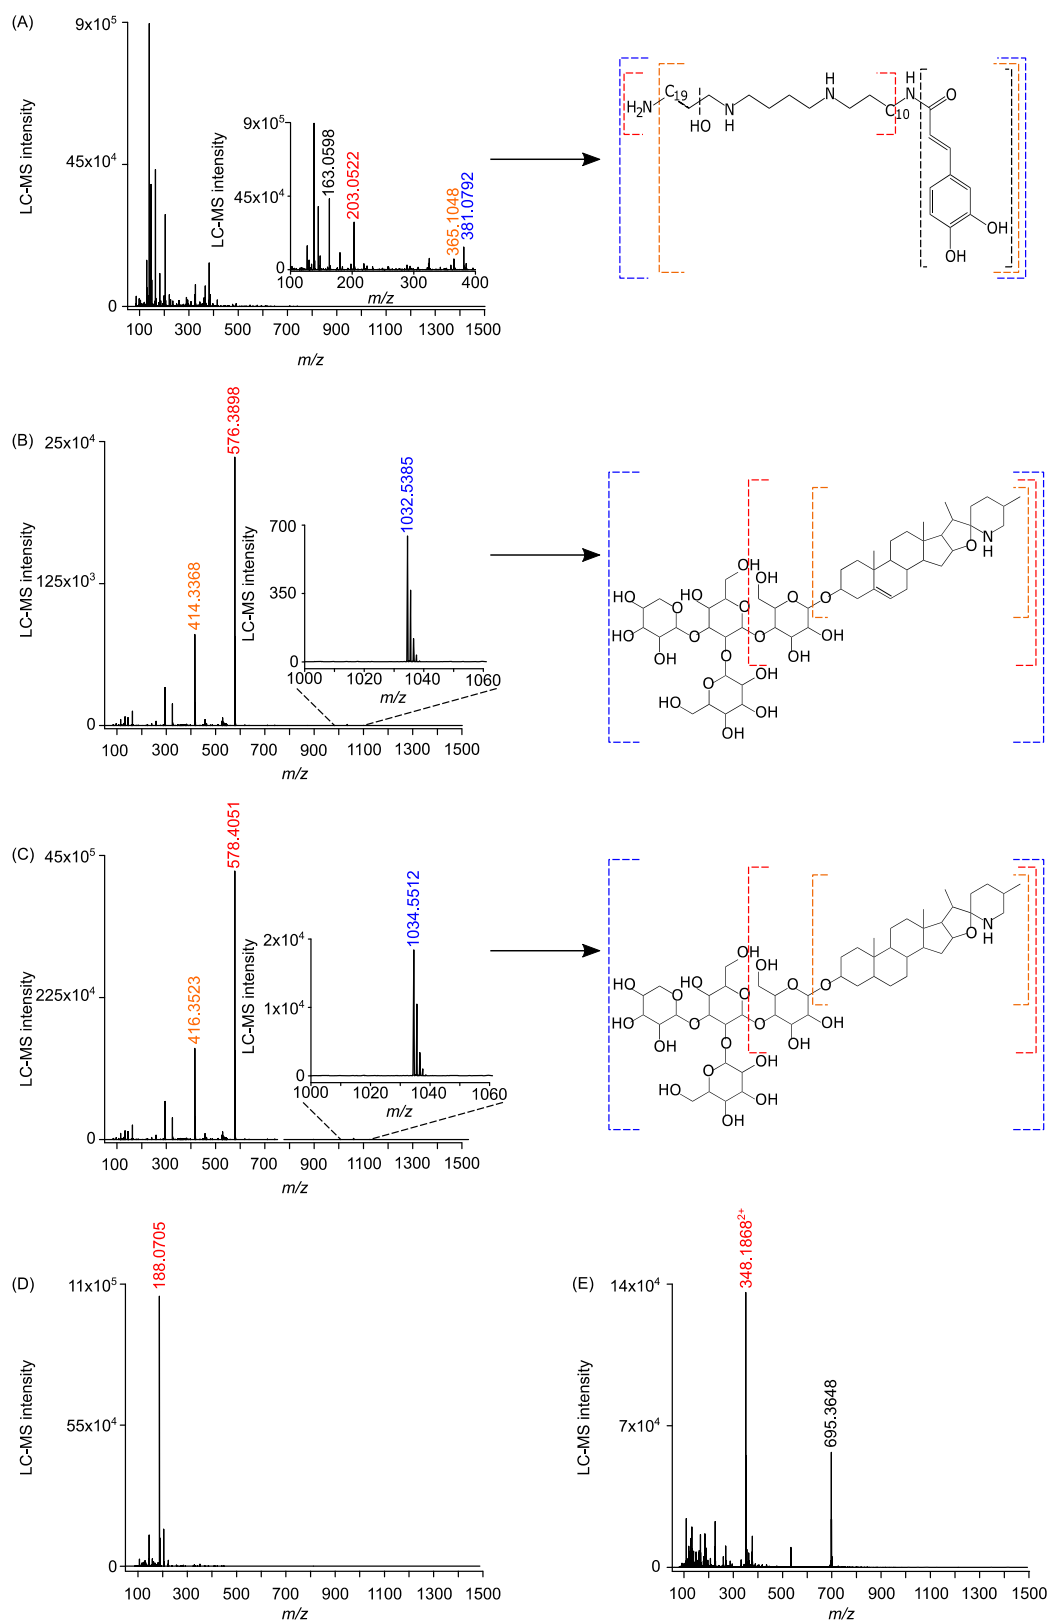 (A)
9x10⁵
45x10⁴
0
LC-MS intensity
100 300 500 700 900 1100 1300 1500
m/z
9x10⁵
45x10⁴
0
LC-MS intensity
163.0598
203.0522
365.1048
381.0792
100 200 300 400
m/z
H₂N
C₁₉
HO
N
H
H
N
C₁₀
H
N
O
OH
OH
(B)
25x10⁴
125x10³
0
LC-MS intensity
414.3368
576.3898
100 300 500 700 900 1100 1300 1500
m/z
700
350
0
LC-MS intensity
1032.5385
1000 1020 1040 1060
m/z
O
N
H
OH
OH
HO
O
HO
O
O
O
HO
OH
O
O
OH
OH
O
O
OH
HO
OH
OH
(C)
45x10⁵
225x10⁴
0
LC-MS intensity
416.3523
578.4051
100 300 500 700 900 1100 1300 1500
m/z
2x10⁴
1x10⁴
0
LC-MS intensity
1034.5512
1000 1020 1040 1060
m/z
O
N
H
OH
HO
HO
O
HO
O
O
O
HO
OH
O
O
OH
OH
O
O
OH
HO
OH
OH
(D)
11x10⁵
55x10⁴
0
LC-MS intensity
188.0705
100 300 500 700 900 1100 1300 1500
m/z
(E)
14x10⁴
7x10⁴
0
LC-MS intensity
348.1868²⁺
695.3648
100 300 500 700 900 1100 1300 1500
m/z